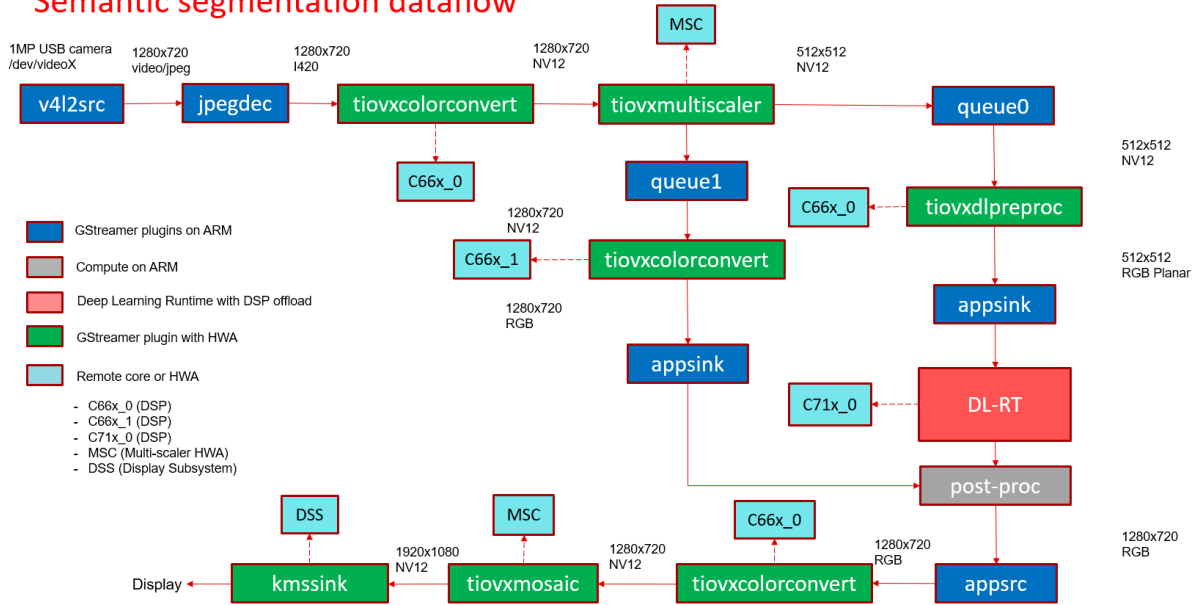 Semantic segmentation dataflow
1MP USB camera
/dev/videoX
1280x720
video/jpeg
1280x720
I420
1280x720
NV12
MSC
512x512
NV12
v4l2src
jpegdec
tiovxcolorconvert
tiovxmultiscaler
queue0
C66x_0
queue1
512x512
NV12
C66x_0
tiovxdlpreproc
1280x720
NV12
C66x_1
tiovxcolorconvert
512x512
RGB Planar
1280x720
RGB
appsink
appsink
GStreamer plugins on ARM
Compute on ARM
Deep Learning Runtime with DSP offload
GStreamer plugin with HWA
Remote core or HWA
- C66x_0 (DSP)
- C66x_1 (DSP)
- C71x_0 (DSP)
- MSC (Multi-scaler HWA)
- DSS (Display Subsystem)
C71x_0
DL-RT
post-proc
DSS
MSC
C66x_0
1280x720
RGB
1920x1080
NV12
1280x720
NV12
1280x720
RGB
Display
kmssink
tiovxmosaic
tiovxcolorconvert
appsrc